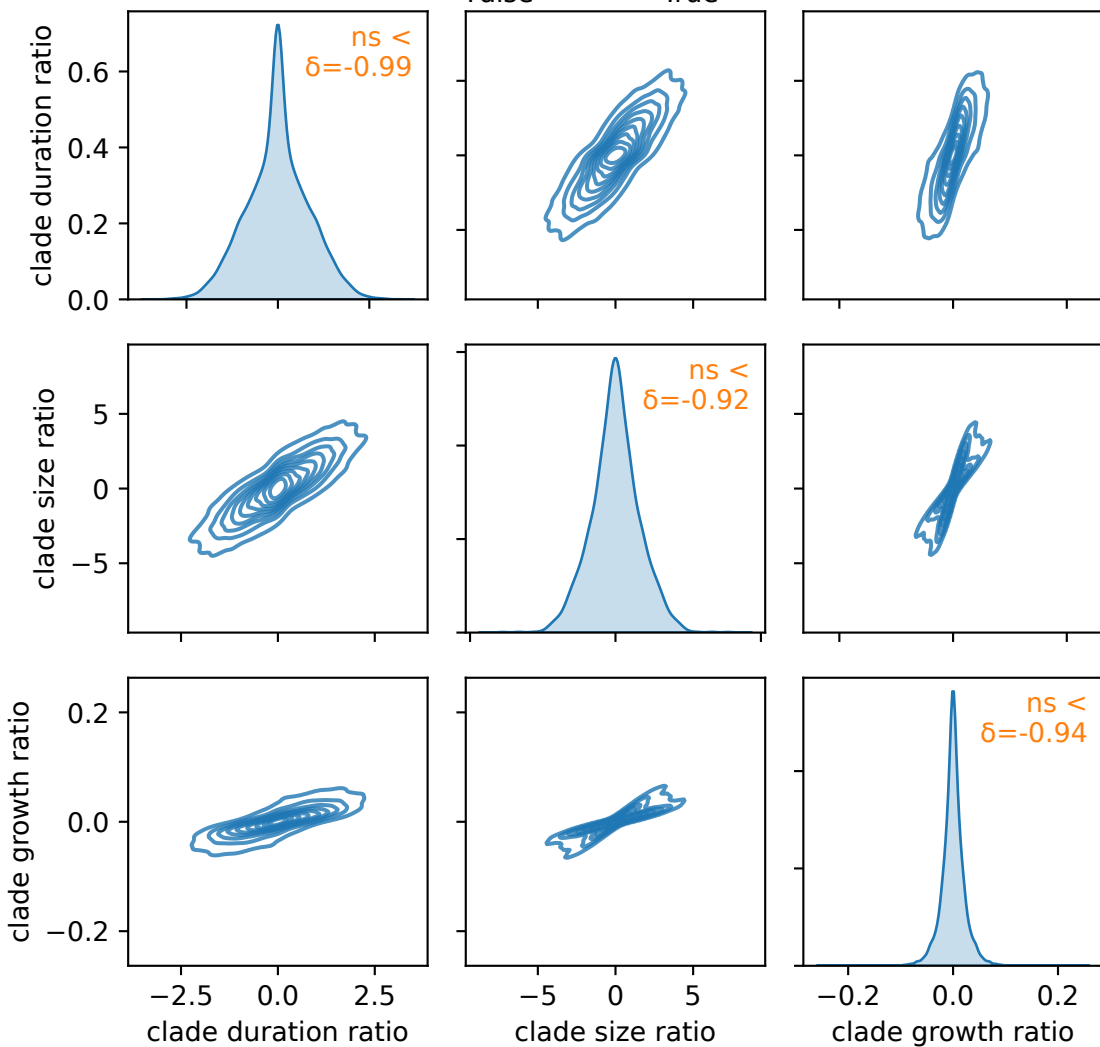 True
clade duration ratio
0.6
0.4
0.2
0.0
ns <
δ=-0.99
clade size ratio
5
0
−5
ns <
δ=-0.92
clade growth ratio
0.2
0.0
−0.2
ns <
δ=-0.94
−2.5 0.0 2.5
−5 0 5
−0.2 0.0 0.2
clade duration ratio
clade size ratio
clade growth ratio